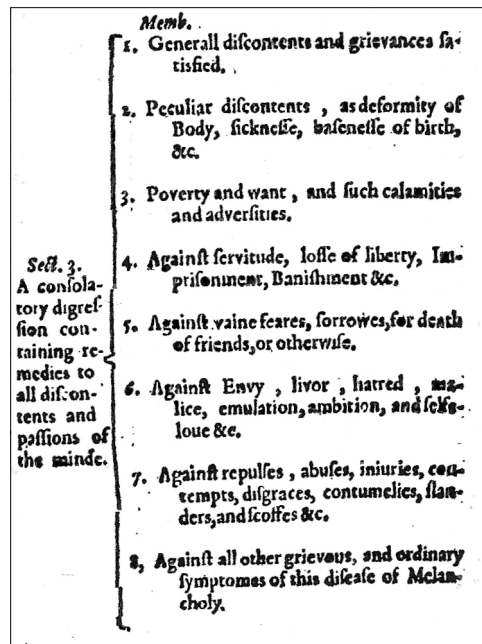 Memb.
1. Generall diſcontents and grievances ſa-
tisfied.
2. Peculiar diſcontents , as deformity of
Body, ſickneſſe, baſeneſſe of birth,
&c.
3. Poverty and want , and ſuch calamities
and adverſities.
4. Againſt ſervitude, loſſe of liberty, Im-
priſonment, Baniſhment &c.
5. Againſt vaine feares, ſorrowes, for death
of friends, or otherwiſe.
6. Againſt Envy , livor , hatred , ma-
lice, emulation, ambition, and ſelfe-
loue &c.
7. Againſt repulſes , abuſes, iniuries, con-
tempts, diſgraces, contumelies, ſlan-
ders, and ſcoffes &c.
8, Againſt all other grievous, and ordinary
ſymptomes of this diſeaſe of Melan-
choly.
Sect. 3.
A conſola-
tory digreſ-
ſion con-
taining re-
medies to
all diſcon-
tents and
paſſions of
the minde.